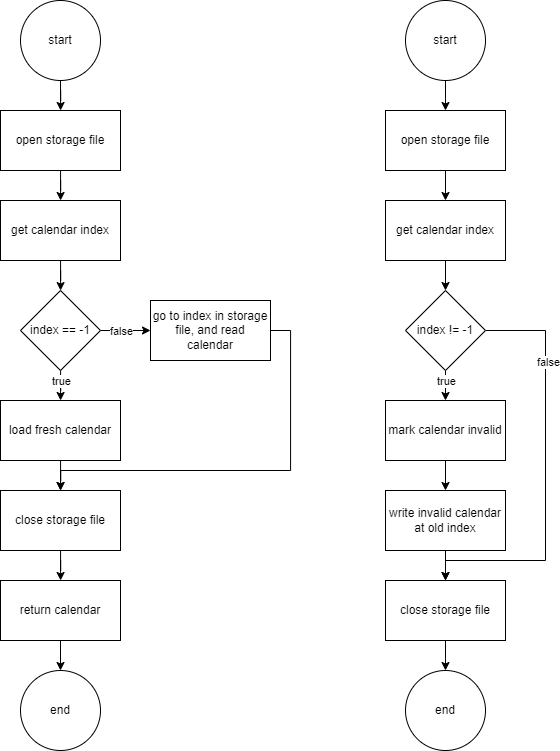 start
open storage file
get calendar index
index == -1
false
go to index in storage
file, and read
calendar
true
load fresh calendar
close storage file
return calendar
end
start
open storage file
get calendar index
index != -1
false
true
mark calendar invalid
write invalid calendar
at old index
close storage file
end